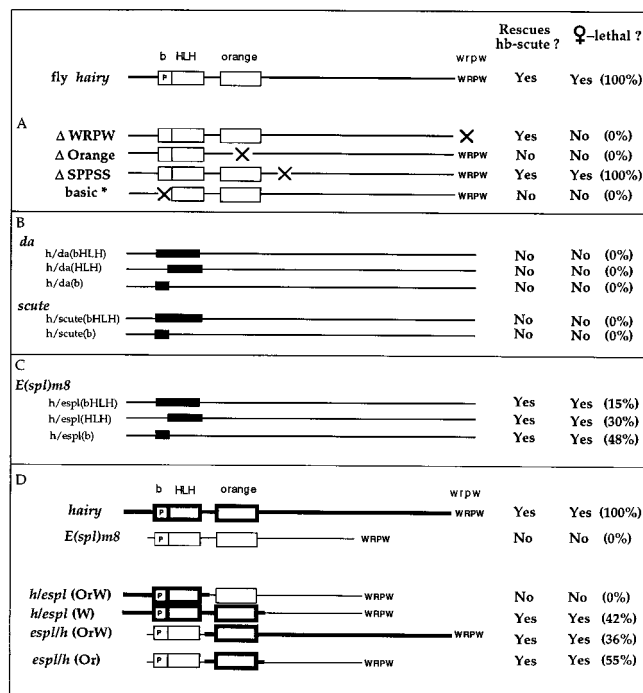 Rescues hb-scute ? ♀–lethal ?
b HLH orange wrpw
fly hairy P WRPW Yes Yes (100%)
A
Δ WRPW Yes No (0%)
Δ Orange WRPW No No (0%)
Δ SPPSS WRPW Yes Yes (100%)
basic * WRPW No No (0%)
B
da
h/da(bHLH) No No (0%)
h/da(HLH) No No (0%)
h/da(b) No No (0%)
scute
h/scute(bHLH) No No (0%)
h/scute(b) No No (0%)
C
E(spl)m8
h/espl(bHLH) Yes Yes (15%)
h/espl(HLH) Yes Yes (30%)
h/espl(b) Yes Yes (48%)
D
b HLH orange wrpw
hairy P WRPW Yes Yes (100%)
E(spl)m8 P WRPW No No (0%)
h/espl (OrW) P WRPW No No (0%)
h/espl (W) P WRPW Yes Yes (42%)
espl/h (OrW) P WRPW Yes Yes (36%)
espl/h (Or) P WRPW Yes Yes (55%)